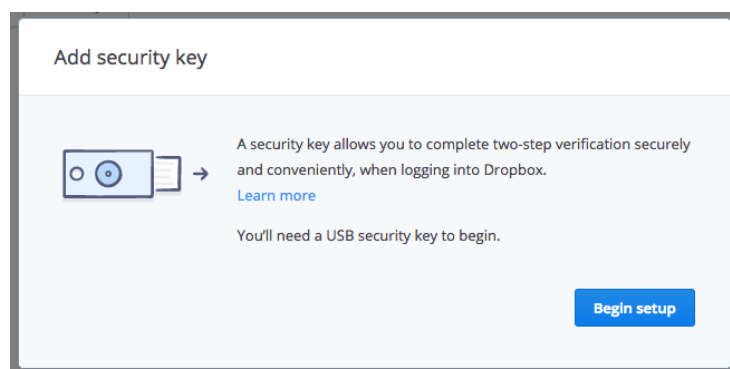 Add security key
A security key allows you to complete two-step verification securely
and conveniently, when logging into Dropbox.
Learn more
You'll need a USB security key to begin.
Begin setup